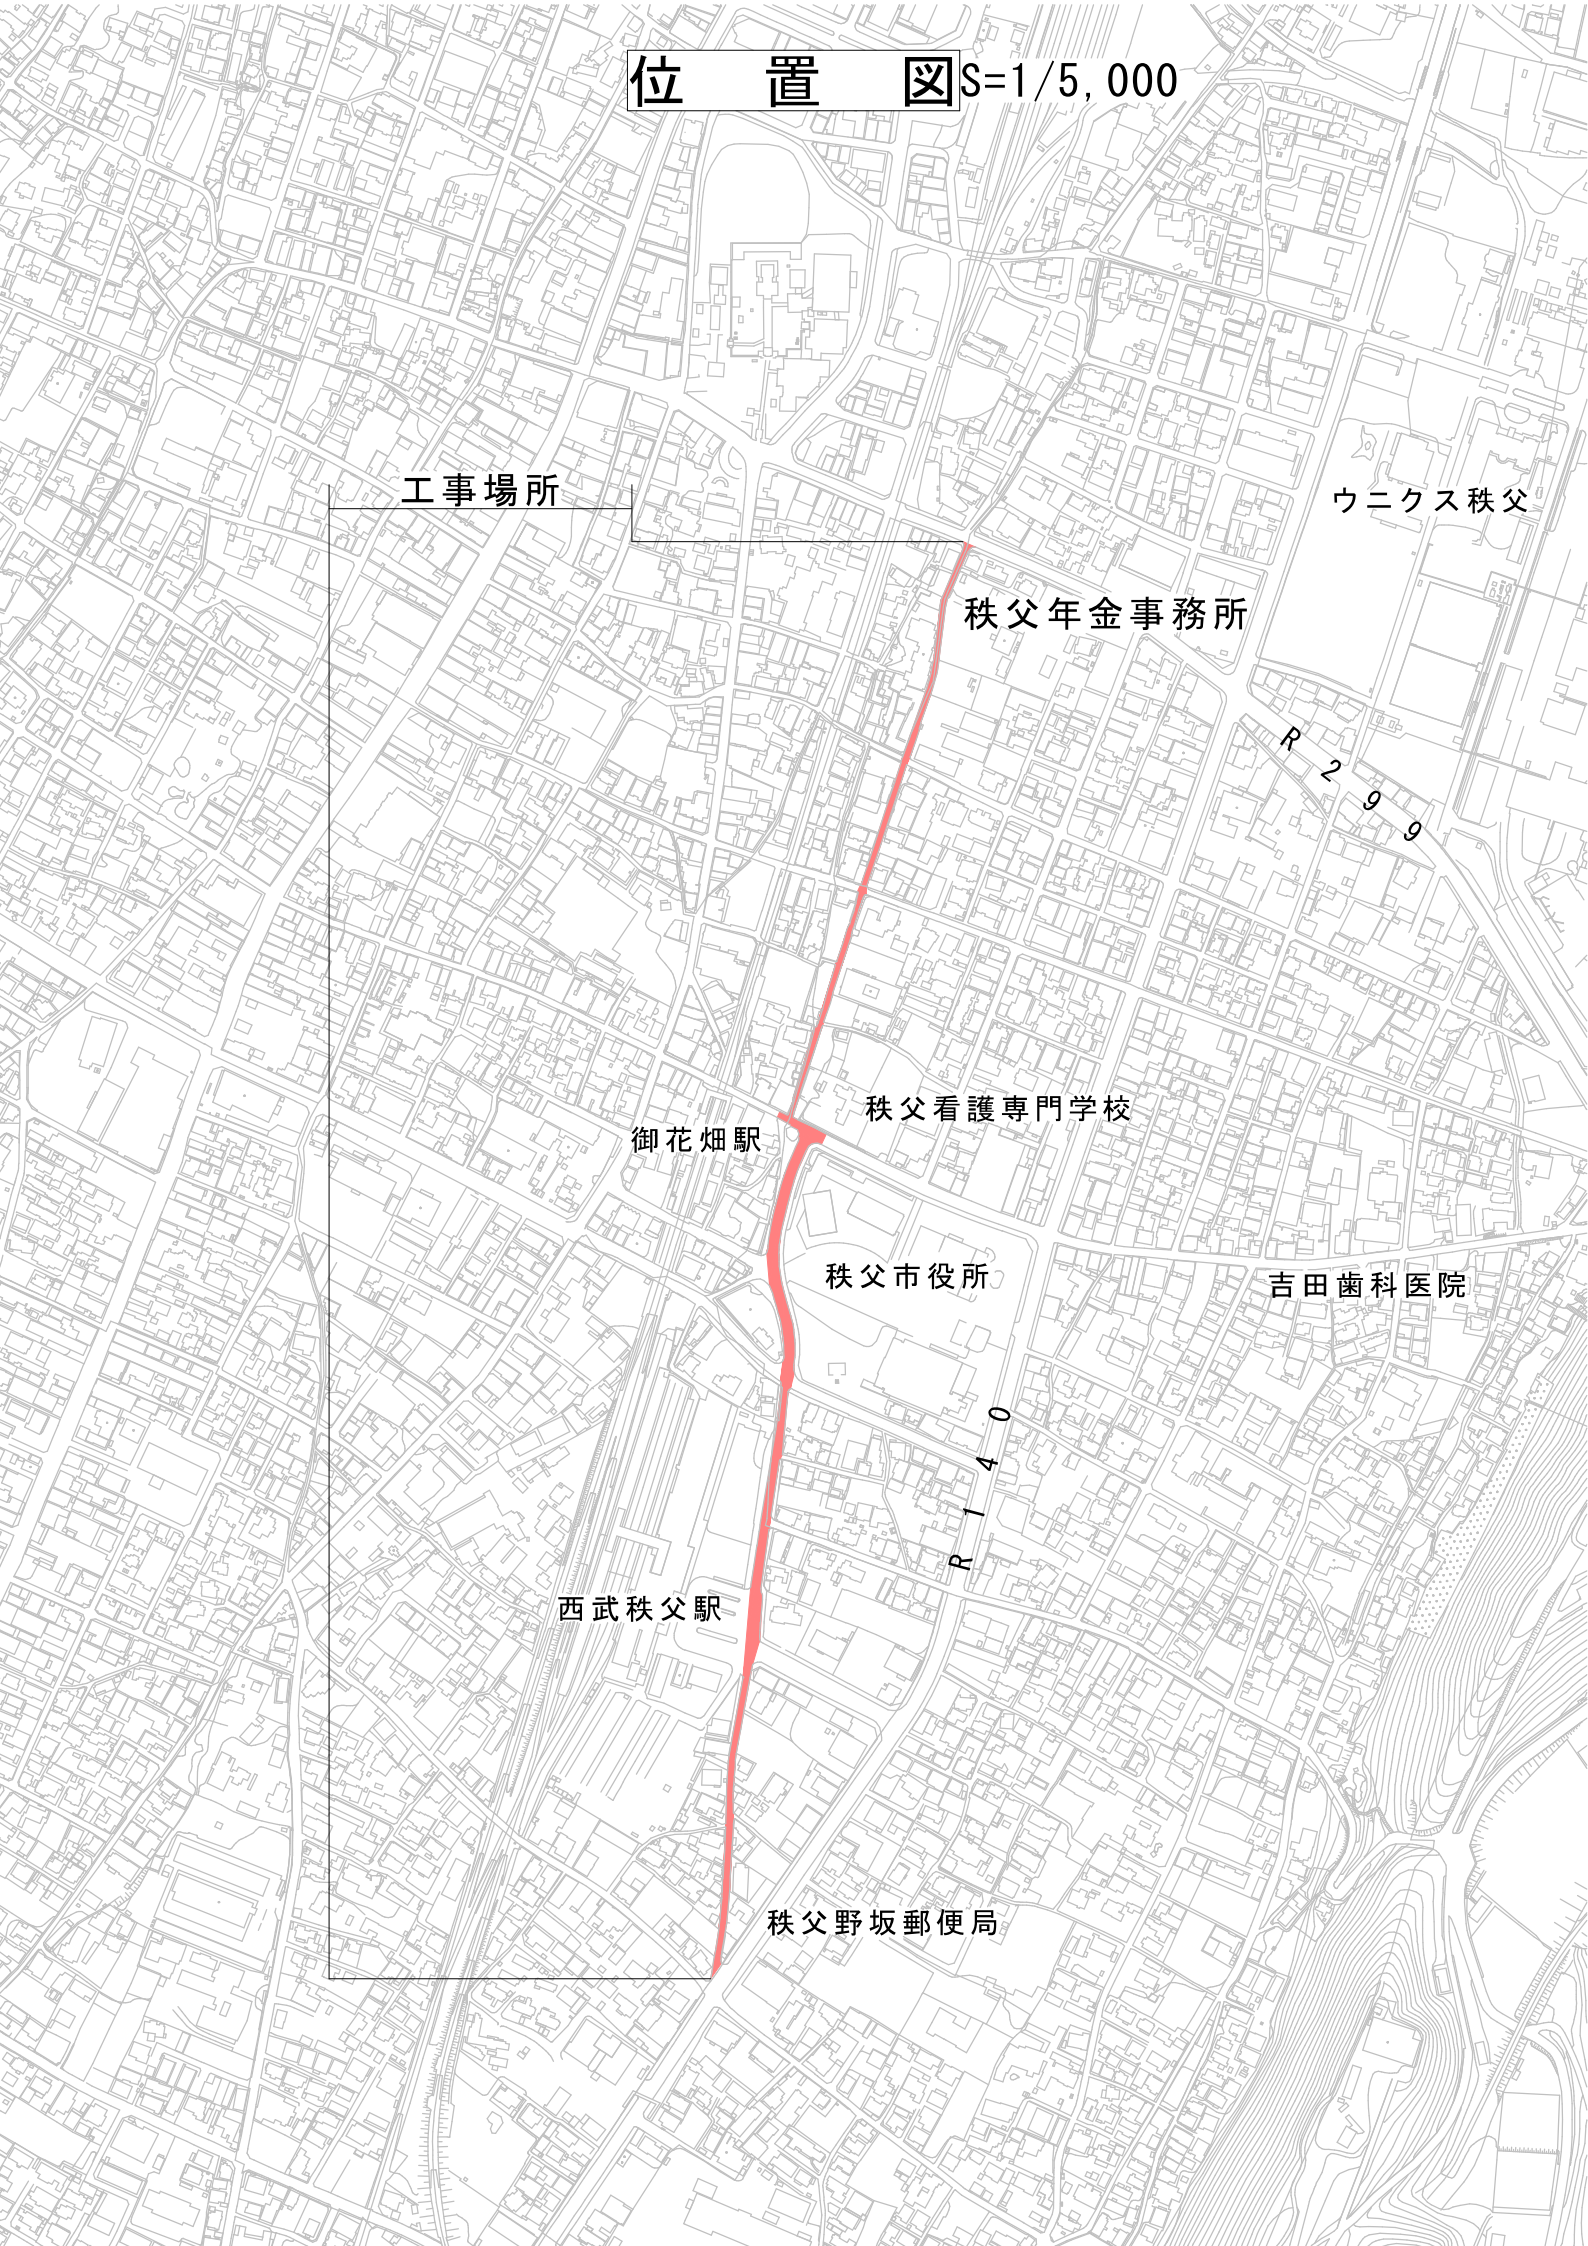 位置図 S=1/5,000
工事場所
ウニクス秩父
秩父年金事務所
R299
秩父看護専門学校
御花畑駅
秩父市役所
吉田歯科医院
R140
西武秩父駅
秩父野坂郵便局